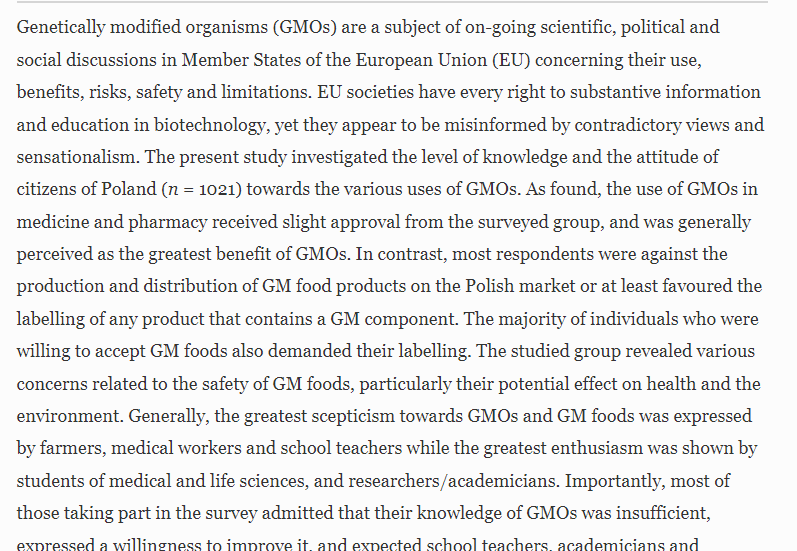 Genetically modified organisms (GMOs) are a subject of on-going scientific, political and
social discussions in Member States of the European Union (EU) concerning their use,
benefits, risks, safety and limitations. EU societies have every right to substantive information
and education in biotechnology, yet they appear to be misinformed by contradictory views and
sensationalism. The present study investigated the level of knowledge and the attitude of
citizens of Poland (n = 1021) towards the various uses of GMOs. As found, the use of GMOs in
medicine and pharmacy received slight approval from the surveyed group, and was generally
perceived as the greatest benefit of GMOs. In contrast, most respondents were against the
production and distribution of GM food products on the Polish market or at least favoured the
labelling of any product that contains a GM component. The majority of individuals who were
willing to accept GM foods also demanded their labelling. The studied group revealed various
concerns related to the safety of GM foods, particularly their potential effect on health and the
environment. Generally, the greatest scepticism towards GMOs and GM foods was expressed
by farmers, medical workers and school teachers while the greatest enthusiasm was shown by
students of medical and life sciences, and researchers/academicians. Importantly, most of
those taking part in the survey admitted that their knowledge of GMOs was insufficient,
expressed a willingness to improve it, and expected school teachers, academicians and